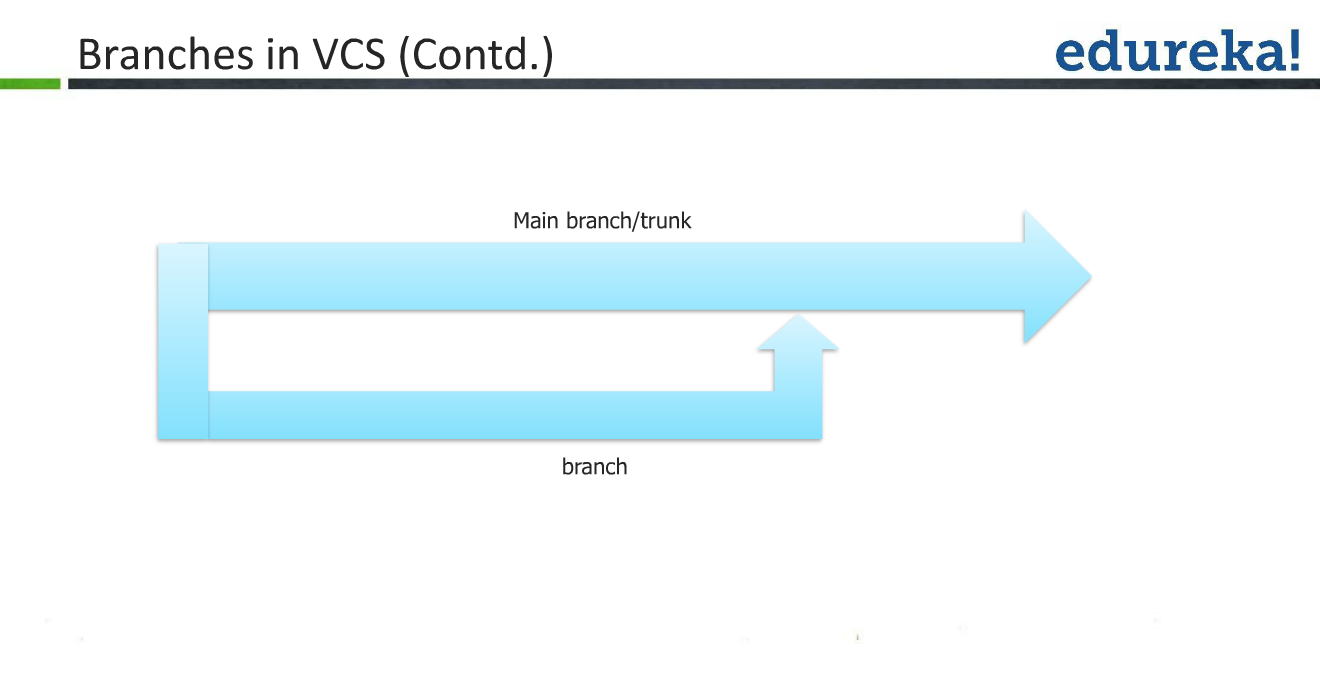 Branches in VCS (Contd.)
edureka!
Main branch/trunk
branch